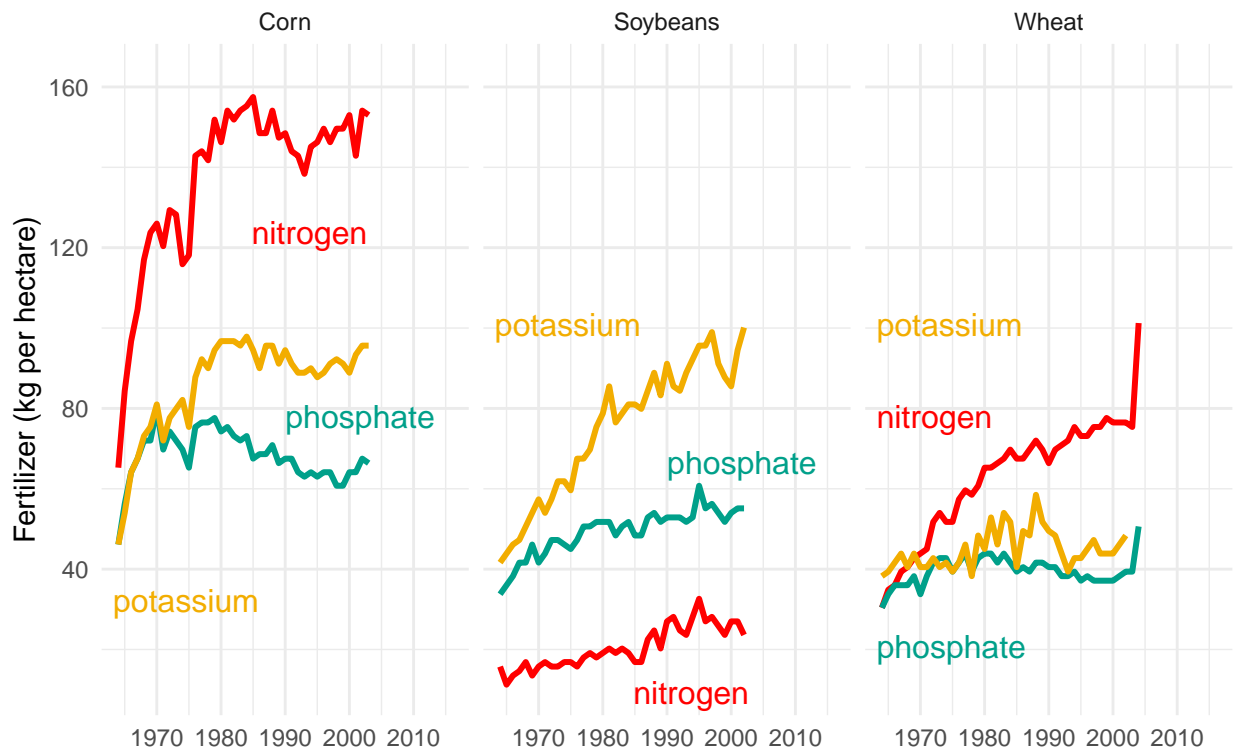 Corn Soybeans Wheat
160
120
80
40
Fertilizer (kg per hectare)
nitrogen
potassium
phosphate
potassium
phosphate
nitrogen
potassium
nitrogen
phosphate
1970 1980 1990 2000 2010 1970 1980 1990 2000 2010 1970 1980 1990 2000 2010